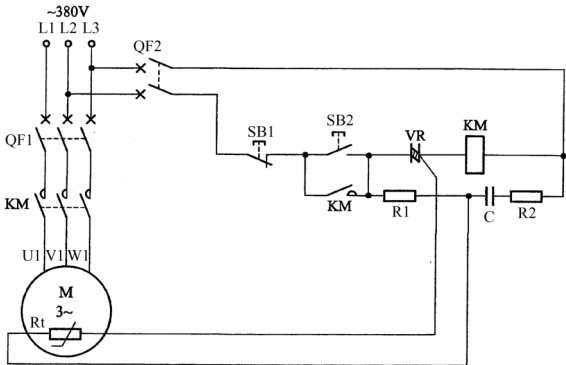 ~380V
L1 L2 L3
QF2
QF1
SB1
SB2
VR
KM
KM
KM
R1
C
R2
U1 V1 W1
M
3~
Rt